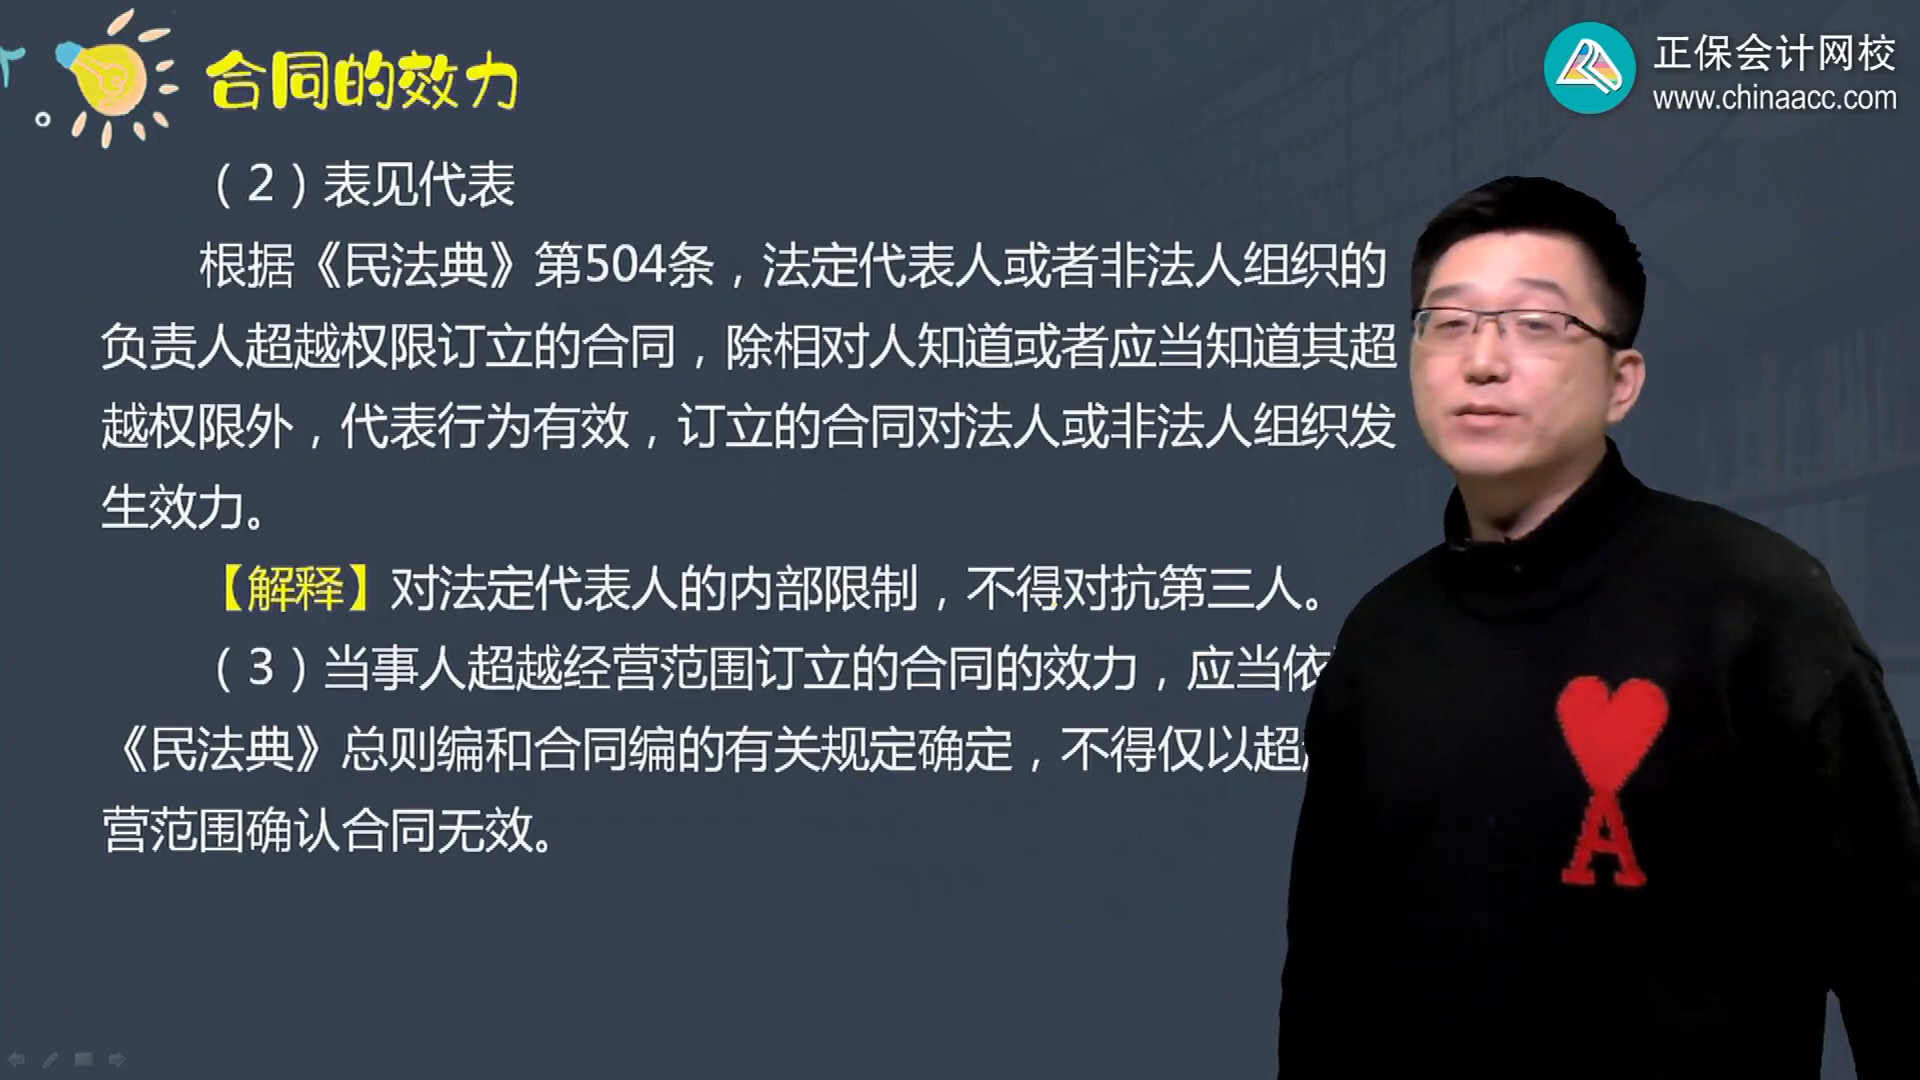 合同的效力
正保会计网校
www.chinaacc.com
（2）表见代表
根据《民法典》第504条，法定代表人或者非法人组织的
负责人超越权限订立的合同，除相对人知道或者应当知道其超
越权限外，代表行为有效，订立的合同对法人或非法人组织发
生效力。
【解释】对法定代表人的内部限制，不得对抗第三人。
（3）当事人超越经营范围订立的合同的效力，应当依
《民法典》总则编和合同编的有关规定确定，不得仅以超
营范围确认合同无效。
A